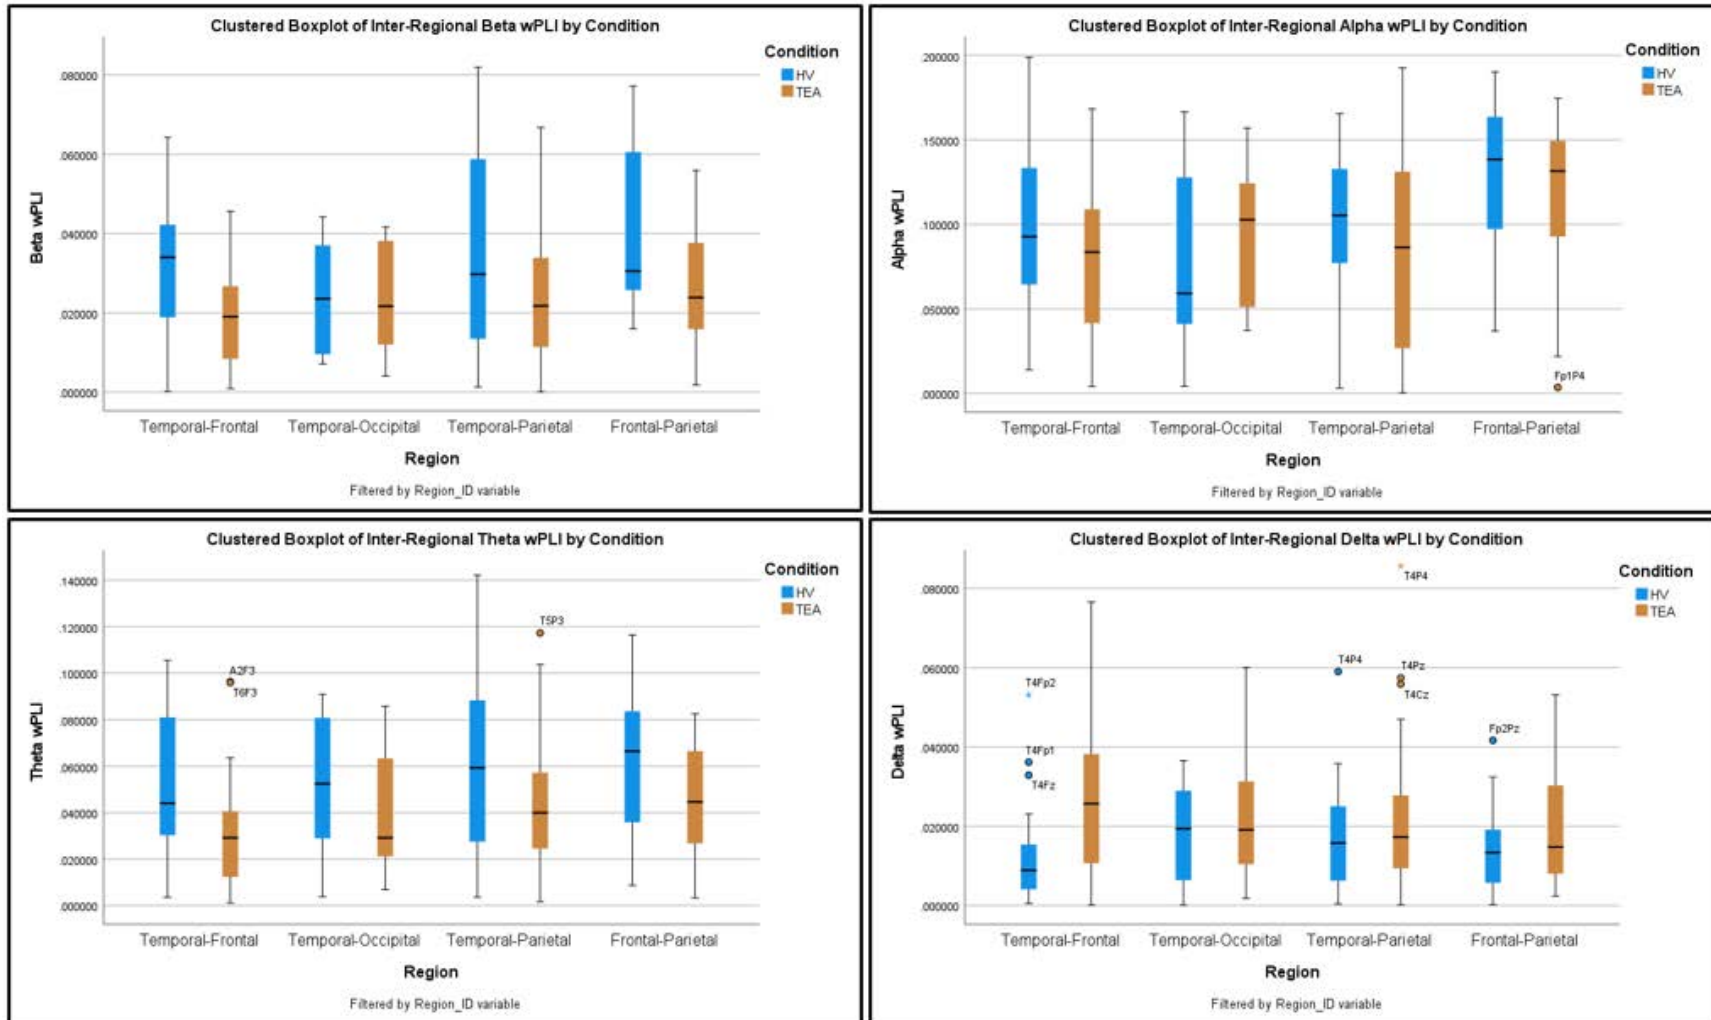 Clustered Boxplot of Inter-Regional Beta wPLI by Condition
Condition
HV
TEA
.080000
.060000
.040000
.020000
.000000
Beta wPLI
Temporal-Frontal Temporal-Occipital Temporal-Parietal Frontal-Parietal
Region
Filtered by Region_ID variable
Clustered Boxplot of Inter-Regional Alpha wPLI by Condition
Condition
HV
TEA
.200000
.150000
.100000
.050000
.000000
Alpha wPLI
Fp1P4
Temporal-Frontal Temporal-Occipital Temporal-Parietal Frontal-Parietal
Region
Filtered by Region_ID variable
Clustered Boxplot of Inter-Regional Theta wPLI by Condition
Condition
HV
TEA
.140000
.120000
.100000
.080000
.060000
.040000
.020000
.000000
Theta wPLI
A2F3
T6F3
T5P3
Temporal-Frontal Temporal-Occipital Temporal-Parietal Frontal-Parietal
Region
Filtered by Region_ID variable
Clustered Boxplot of Inter-Regional Delta wPLI by Condition
Condition
HV
TEA
.080000
.060000
.040000
.020000
.000000
Delta wPLI
T4Fp2
T4Fp1
T4Fz
T4P4
T4P4
T4Pz
T4Cz
Fp2Pz
Temporal-Frontal Temporal-Occipital Temporal-Parietal Frontal-Parietal
Region
Filtered by Region_ID variable